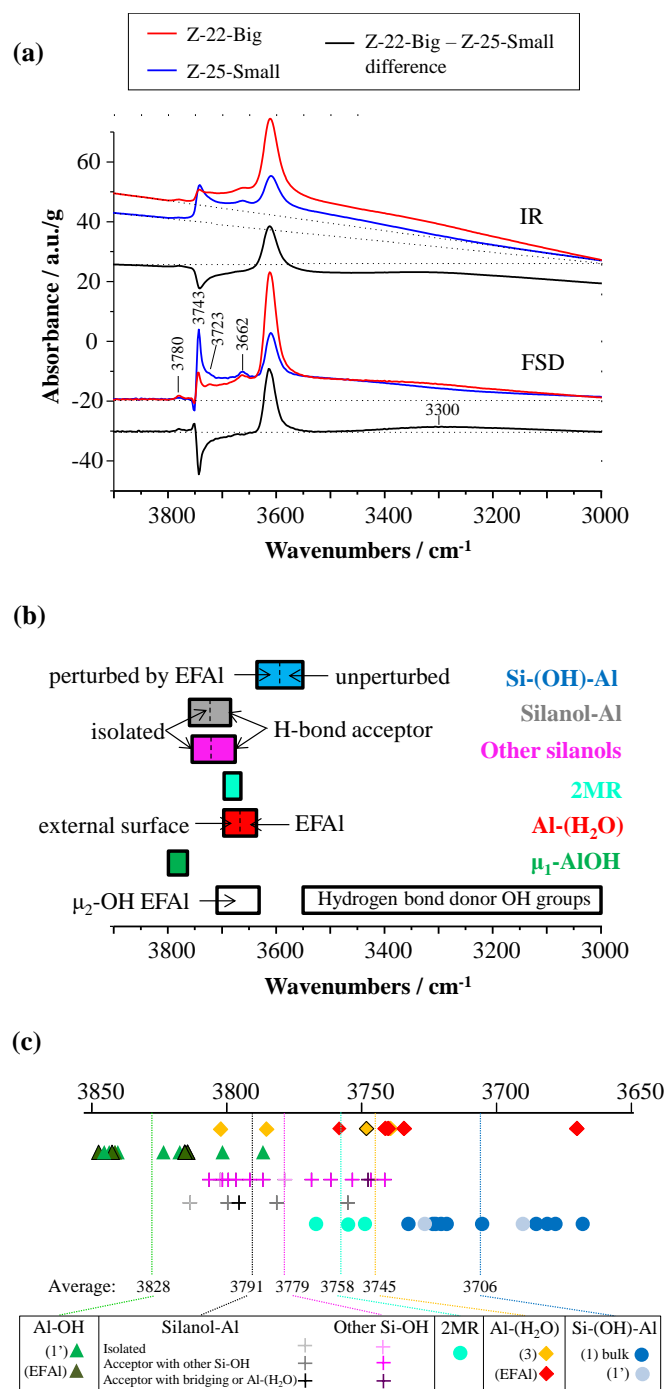 (a)
Z-22-Big
Z-25-Small
Z-22-Big – Z-25-Small
difference
60
40
20
0
-20
-40
Absorbance / a.u./g
IR
FSD
3780
3743
3723
3662
3300
3800
3600
3400
3200
3000
Wavenumbers / cm-1
(b)
perturbed by EFAl
unperturbed
Si-(OH)-Al
Silanol-Al
isolated
H-bond acceptor
Other silanols
2MR
external surface
EFAl
Al-(H2O)
μ1-AlOH
μ2-OH EFAl
Hydrogen bond donor OH groups
3800
3600
3400
3200
3000
Wavenumbers / cm-1
(c)
3850
3800
3750
3700
3650
Average:
3828
3791
3779
3758
3745
3706
Al-OH
(1')
(EFAl)
Silanol-Al
Other Si-OH
Isolated
Acceptor with other Si-OH
Acceptor with bridging or Al-(H2O)
2MR
Al-(H2O)
(3)
(EFAl)
Si-(OH)-Al
(1) bulk
(1')